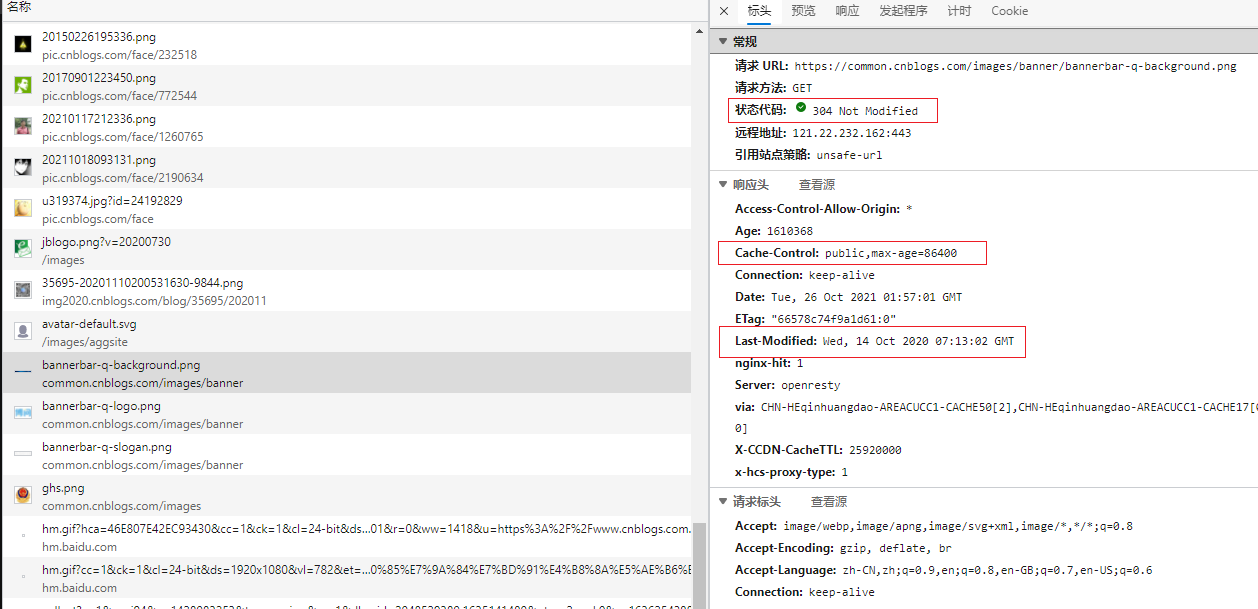 名称
20150226195336.png
pic.cnblogs.com/face/232518
20170901223450.png
pic.cnblogs.com/face/772544
20210117212336.png
pic.cnblogs.com/face/1260765
20211018093131.png
pic.cnblogs.com/face/2190634
u319374.jpg?id=24192829
pic.cnblogs.com/face
jblogo.png?v=20200730
/images
35695-20201110200531630-9844.png
img2020.cnblogs.com/blog/35695/202011
avatar-default.svg
/images/aggsite
bannerbar-q-background.png
common.cnblogs.com/images/banner
bannerbar-q-logo.png
common.cnblogs.com/images/banner
bannerbar-q-slogan.png
common.cnblogs.com/images/banner
ghs.png
common.cnblogs.com/images
hm.gif?hca=46E807E42EC93430&cc=1&ck=1&cl=24-bit&ds...01&r=0&ww=1418&u=https%3A%2F%2Fwww.cnblogs.com.
hm.baidu.com
hm.gif?cc=1&ck=1&cl=24-bit&ds=1920x1080&vl=782&et=...0%85%E7%9A%84%E7%BD%91%E4%B8%8A%E5%AE%B6%E
hm.baidu.com
标头 预览 响应 发起程序 计时 Cookie
常规
请求 URL: https://common.cnblogs.com/images/banner/bannerbar-q-background.png
请求方法: GET
状态代码: 304 Not Modified
远程地址: 121.22.232.162:443
引用站点策略: unsafe-url
响应头 查看源
Access-Control-Allow-Origin: *
Age: 1610368
Cache-Control: public,max-age=86400
Connection: keep-alive
Date: Tue, 26 Oct 2021 01:57:01 GMT
ETag: "66578c74f9a1d61:0"
Last-Modified: Wed, 14 Oct 2020 07:13:02 GMT
nginx-hit: 1
Server: openresty
via: CHN-HEqinhuangdao-AREACUCC1-CACHE50[2],CHN-HEqinhuangdao-AREACUCC1-CACHE17[
0]
X-CCDN-CacheTTL: 25920000
x-hcs-proxy-type: 1
请求标头 查看源
Accept: image/webp,image/apng,image/svg+xml,image/*,*/*;q=0.8
Accept-Encoding: gzip, deflate, br
Accept-Language: zh-CN,zh;q=0.9,en;q=0.8,en-GB;q=0.7,en-US;q=0.6
Connection: keep-alive